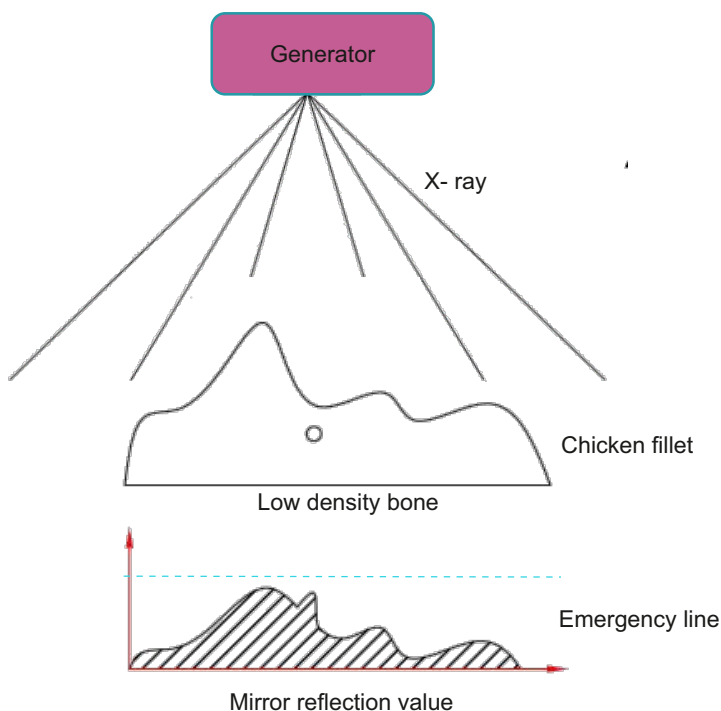 Generator
X- ray
Chicken fillet
Low density bone
Emergency line
Mirror reflection value